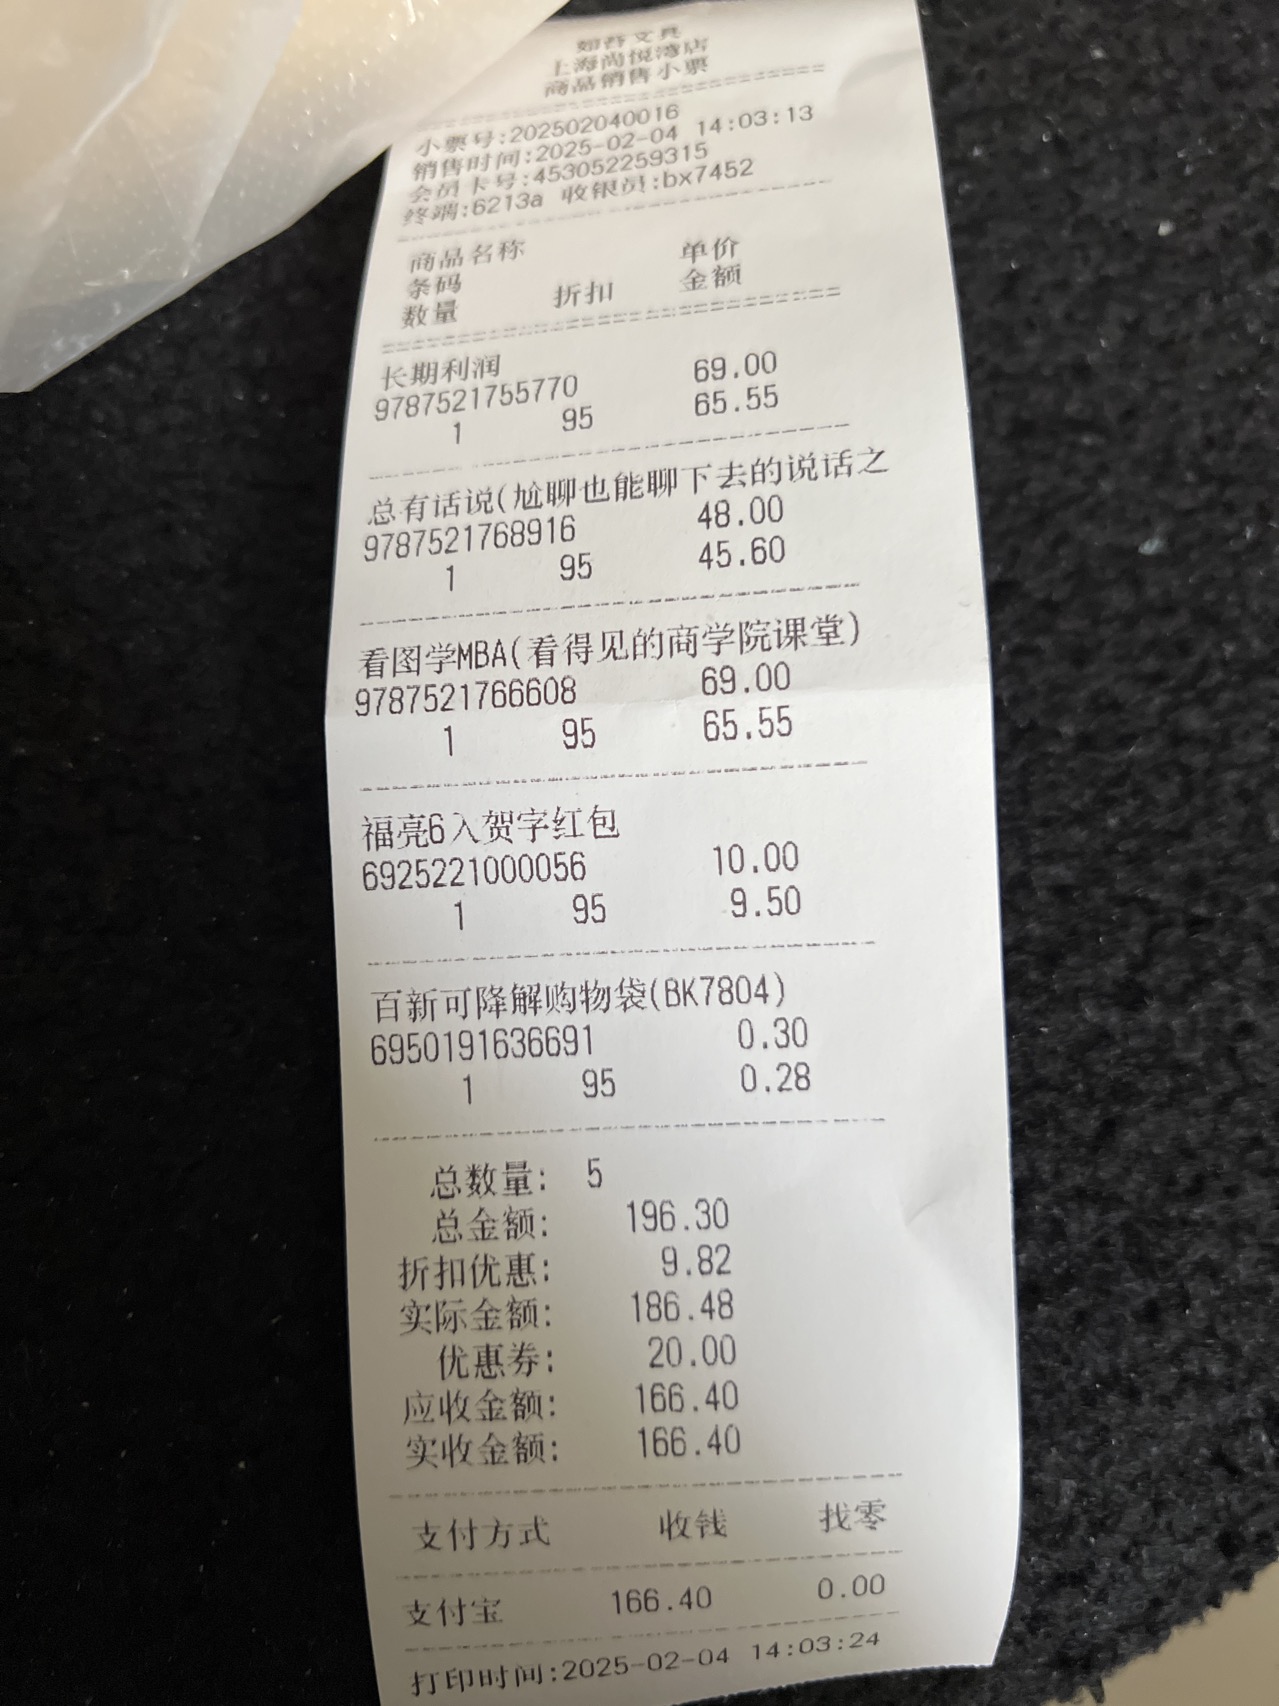 如苔文具
上海尚悦湾店
商品销售小票
小票号:202502040016
销售时间:2025-02-04 14:03:13
会员卡号:453052259315
终端:6213a 收银员:bx7452
商品名称 单价
条码 金额
数量 折扣
长期利润 69.00
9787521755770 65.55
1 95
总有话说(尬聊也能聊下去的说话之
9787521768916 48.00
1 95 45.60
看图学MBA(看得见的商学院课堂)
9787521766608 69.00
1 95 65.55
福亮6入贺字红包
6925221000056 10.00
1 95 9.50
百新可降解购物袋(BK7804)
6950191636691 0.30
1 95 0.28
总数量: 5
总金额: 196.30
折扣优惠: 9.82
实际金额: 186.48
优惠券: 20.00
应收金额: 166.40
实收金额: 166.40
支付方式 收钱 找零
支付宝 166.40 0.00
打印时间:2025-02-04 14:03:24